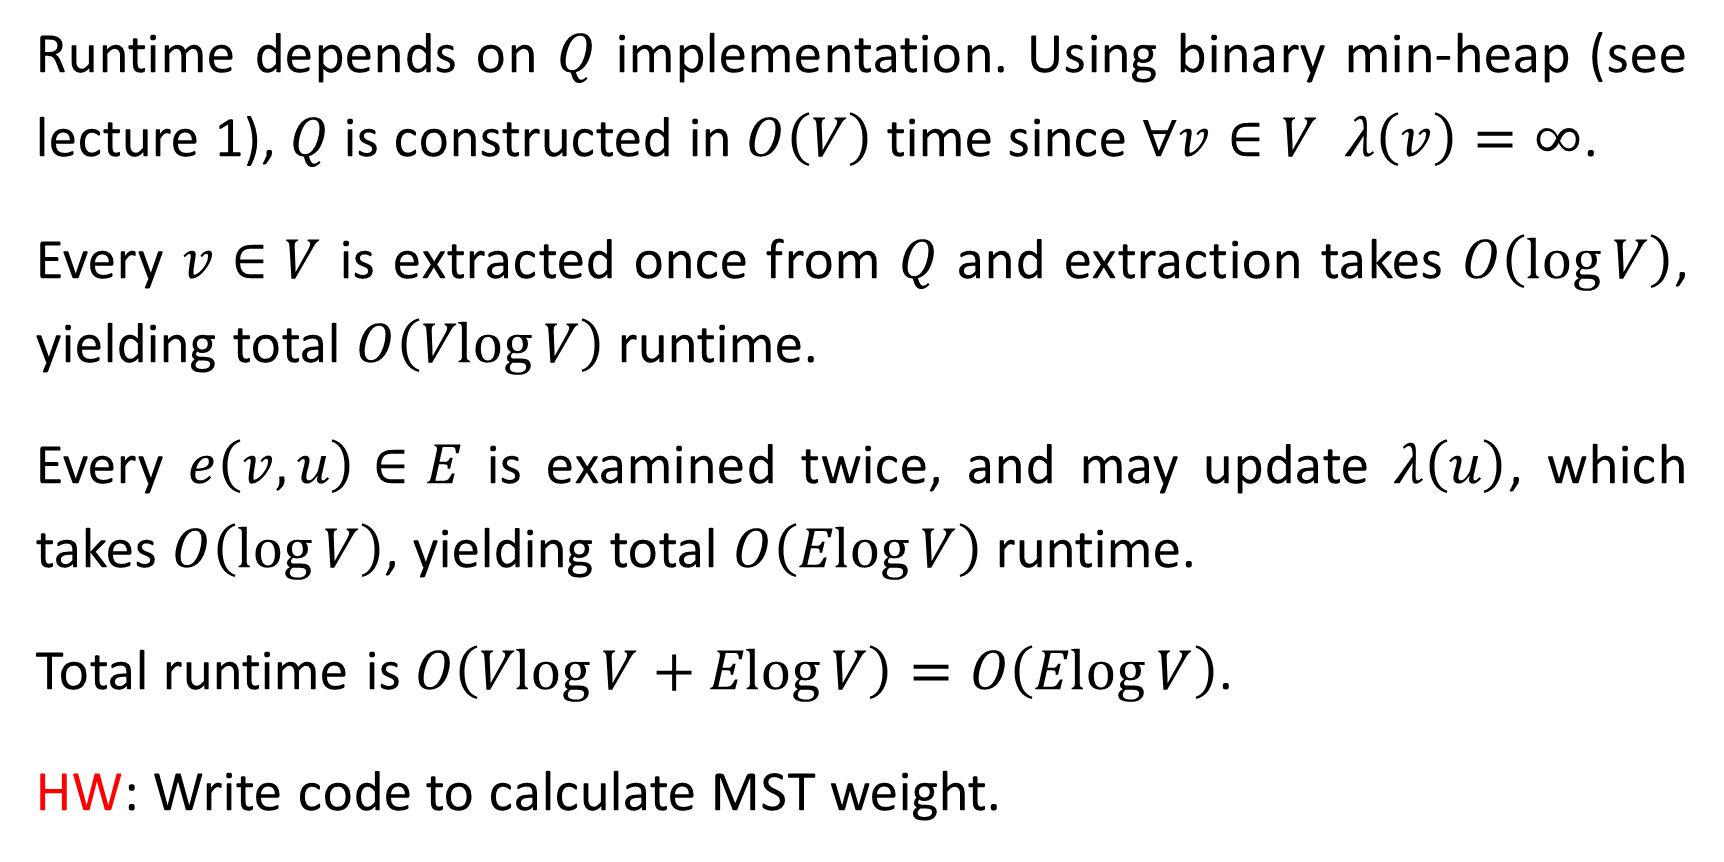 Runtime depends on Q implementation. Using binary min-heap (see
lecture 1), Q is constructed in O(V) time since ∀v ∈ V λ(v) = ∞.
Every v ∈ V is extracted once from Q and extraction takes O(log V),
yielding total O(Vlog V) runtime.
Every e(v, u) ∈ E is examined twice, and may update λ(u), which
takes O(log V), yielding total O(Elog V) runtime.
Total runtime is O(Vlog V + Elog V) = O(Elog V).
HW: Write code to calculate MST weight.